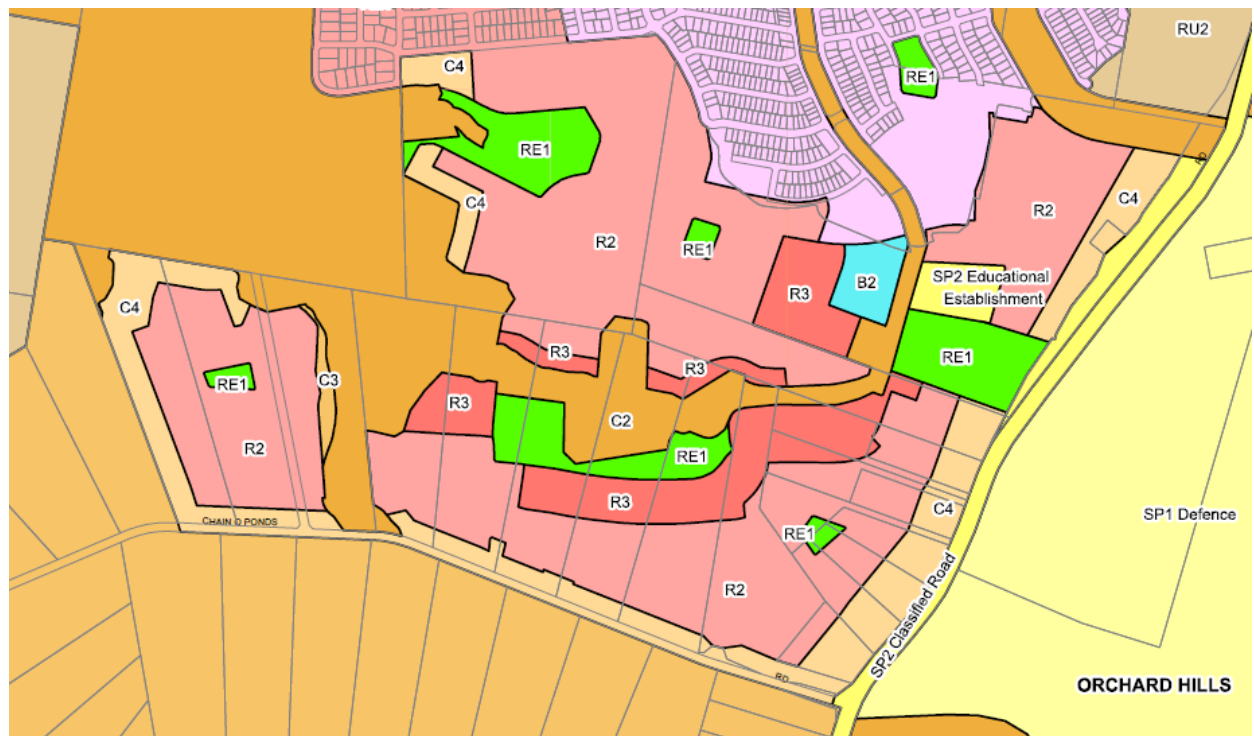 RU2
C4
RE1
RE1
C4
C4
R2
R2
RE1
SP2 Educational
Establishment
R3
B2
C4
R3
RE1
R3
C3
RE1
R3
C2
R2
RE1
R3
C4
SP1 Defence
CHAIN O PONDS
RE1
R2
SP2 Classified Road
RD
RD
ORCHARD HILLS